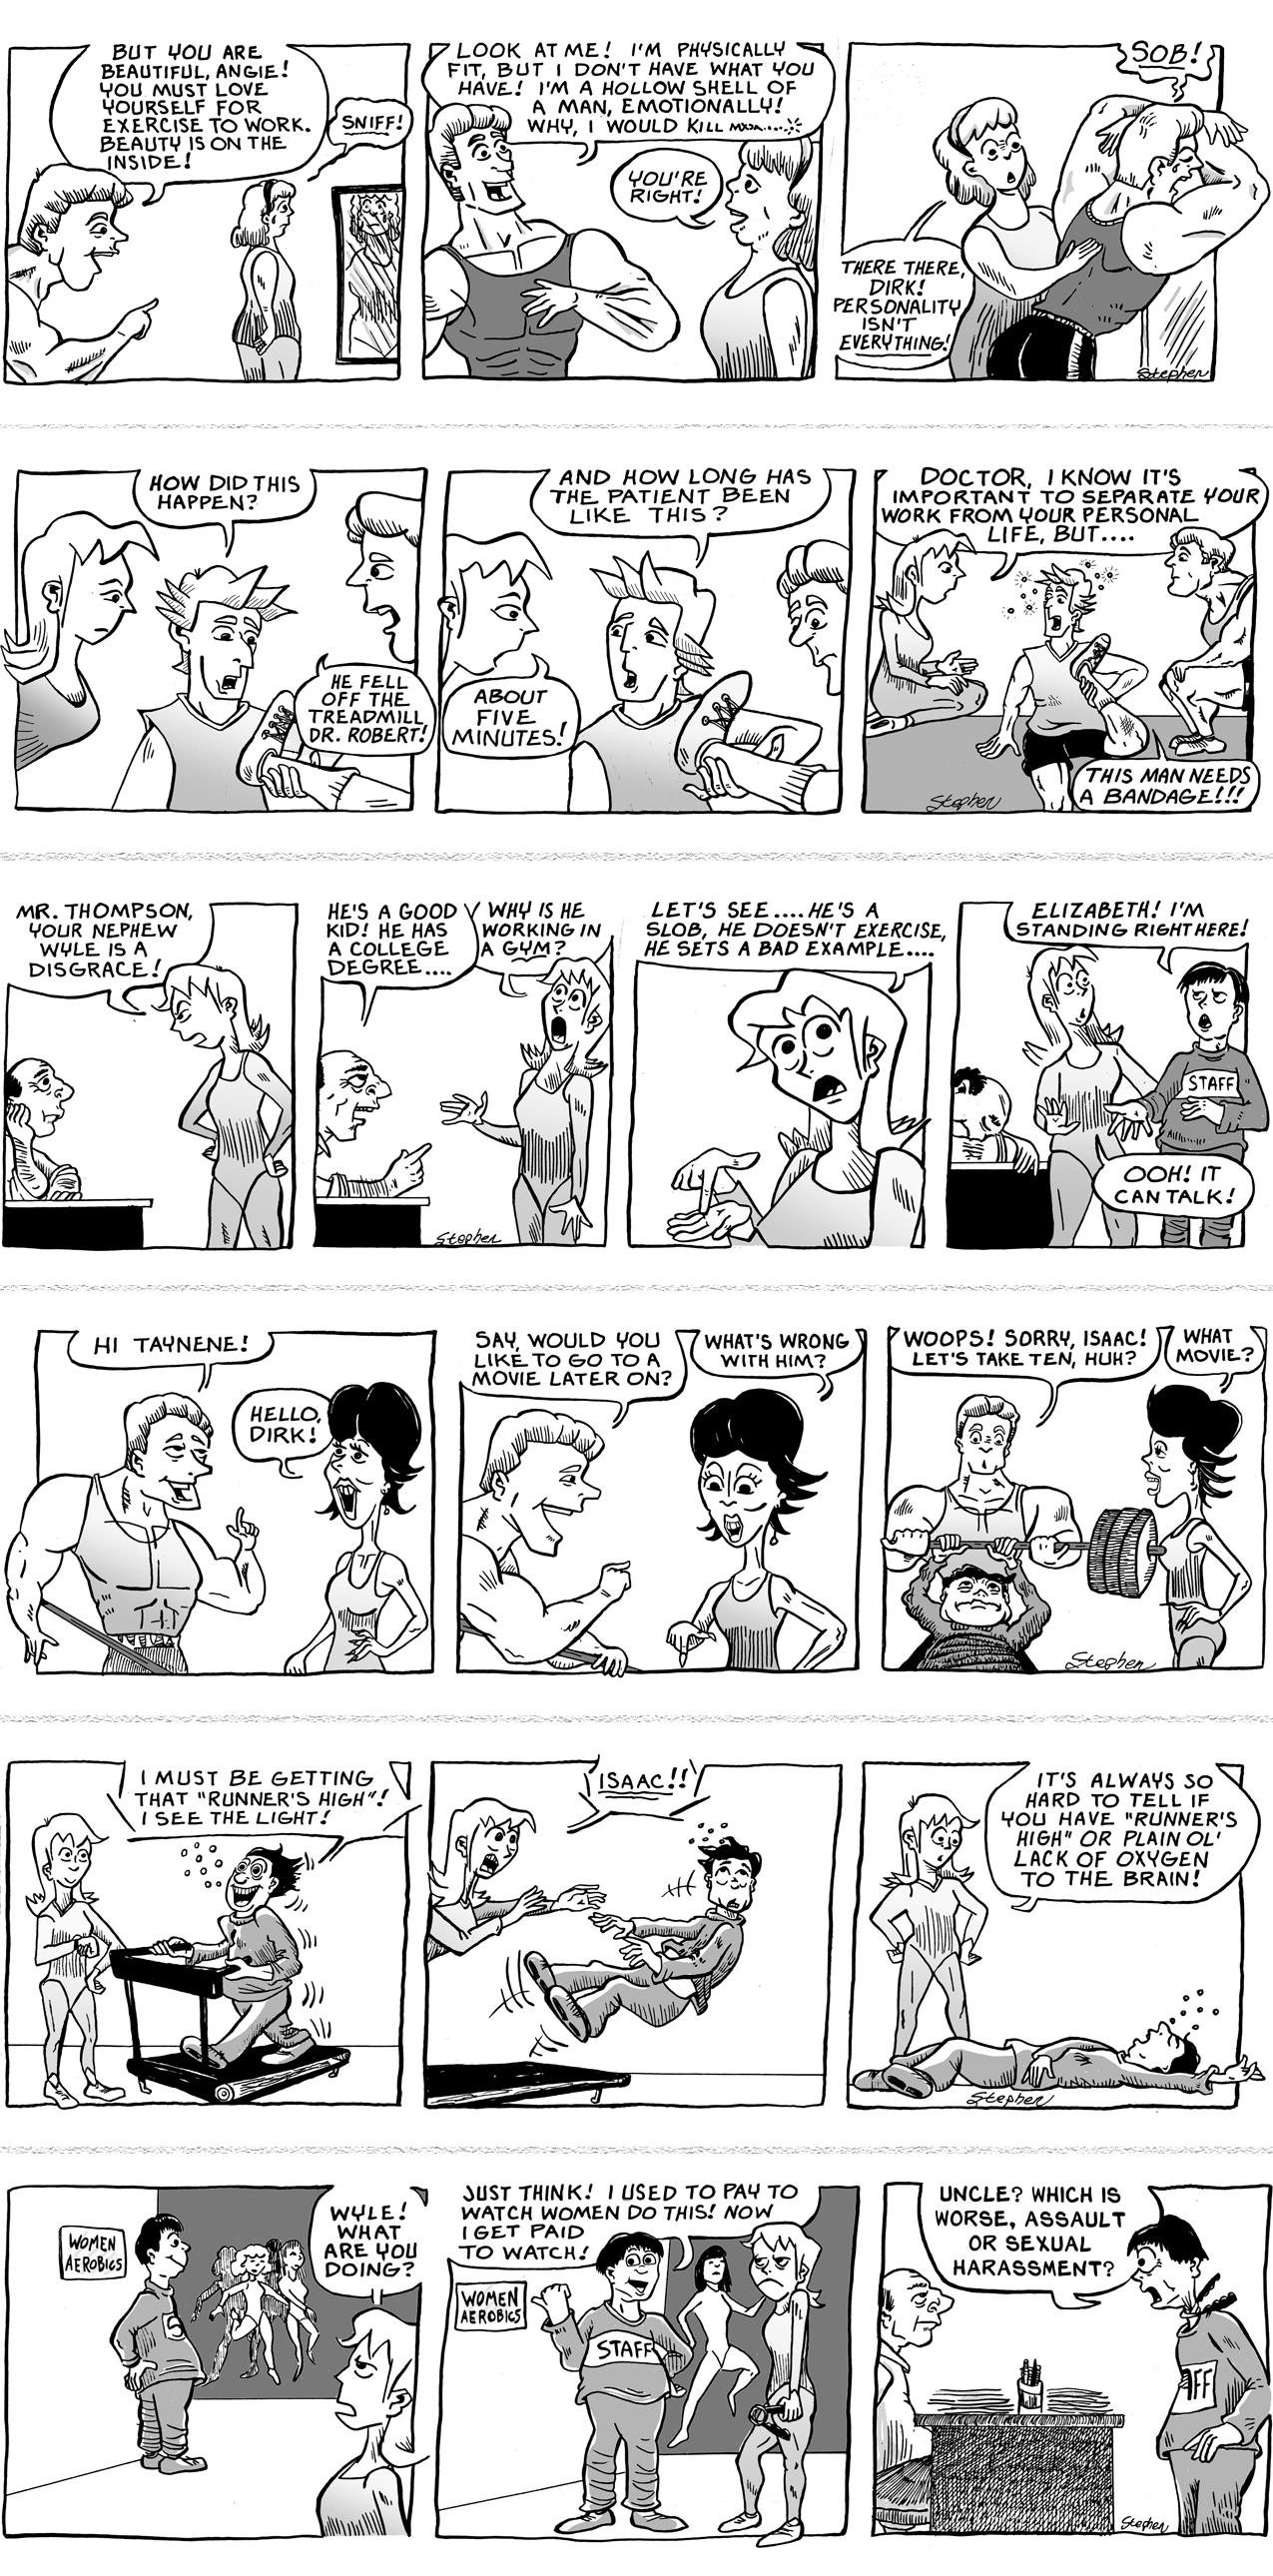 BUT YOU ARE
BEAUTIFUL, ANGIE!
YOU MUST LOVE
YOURSELF FOR
EXERCISE TO WORK.
BEAUTY IS ON THE
INSIDE!
SNIFF!
LOOK AT ME! I'M PHYSICALLY
FIT, BUT I DON'T HAVE WHAT YOU
HAVE! I'M A HOLLOW SHELL OF
A MAN, EMOTIONALLY!
WHY, I WOULD KILL
YOU'RE
RIGHT!
SOB!
THERE THERE,
DIRK!
PERSONALITY
ISN'T
EVERYTHING!
Stephen
HOW DID THIS
HAPPEN?
HE FELL
OFF THE
TREADMILL,
DR. ROBERT!
AND HOW LONG HAS
THE PATIENT BEEN
LIKE THIS?
ABOUT
FIVE
MINUTES!
DOCTOR, I KNOW IT'S
IMPORTANT TO SEPARATE YOUR
WORK FROM YOUR PERSONAL
LIFE, BUT....
THIS MAN NEEDS
A BANDAGE!!!
Stephen
MR. THOMPSON,
YOUR NEPHEW
WYLE IS A
DISGRACE!
HE'S A GOOD
KID! HE HAS
A COLLEGE
DEGREE....
WHY IS HE
WORKING IN
A GYM?
Stephen
LET'S SEE....HE'S A
SLOB, HE DOESN'T EXERCISE,
HE SETS A BAD EXAMPLE....
ELIZABETH! I'M
STANDING RIGHT HERE!
STAFF
OOH! IT
CAN TALK!
HI TAYNENE!
HELLO,
DIRK!
SAY, WOULD YOU
LIKE TO GO TO A
MOVIE LATER ON?
WHAT'S WRONG
WITH HIM?
WOOPS! SORRY, ISAAC!
LET'S TAKE TEN, HUH?
WHAT
MOVIE?
Stephen
I MUST BE GETTING
THAT "RUNNER'S HIGH"!
I SEE THE LIGHT!
ISAAC!!
IT'S ALWAYS SO
HARD TO TELL IF
YOU HAVE "RUNNER'S
HIGH" OR PLAIN OL'
LACK OF OXYGEN
TO THE BRAIN!
Stephen
WOMEN
AEROBICS
WYLE!
WHAT
ARE YOU
DOING?
JUST THINK! I USED TO PAY TO
WATCH WOMEN DO THIS! NOW
I GET PAID
TO WATCH!
WOMEN
AEROBICS
STAFF
UNCLE? WHICH IS
WORSE, ASSAULT
OR SEXUAL
HARASSMENT?
FF
Stephen